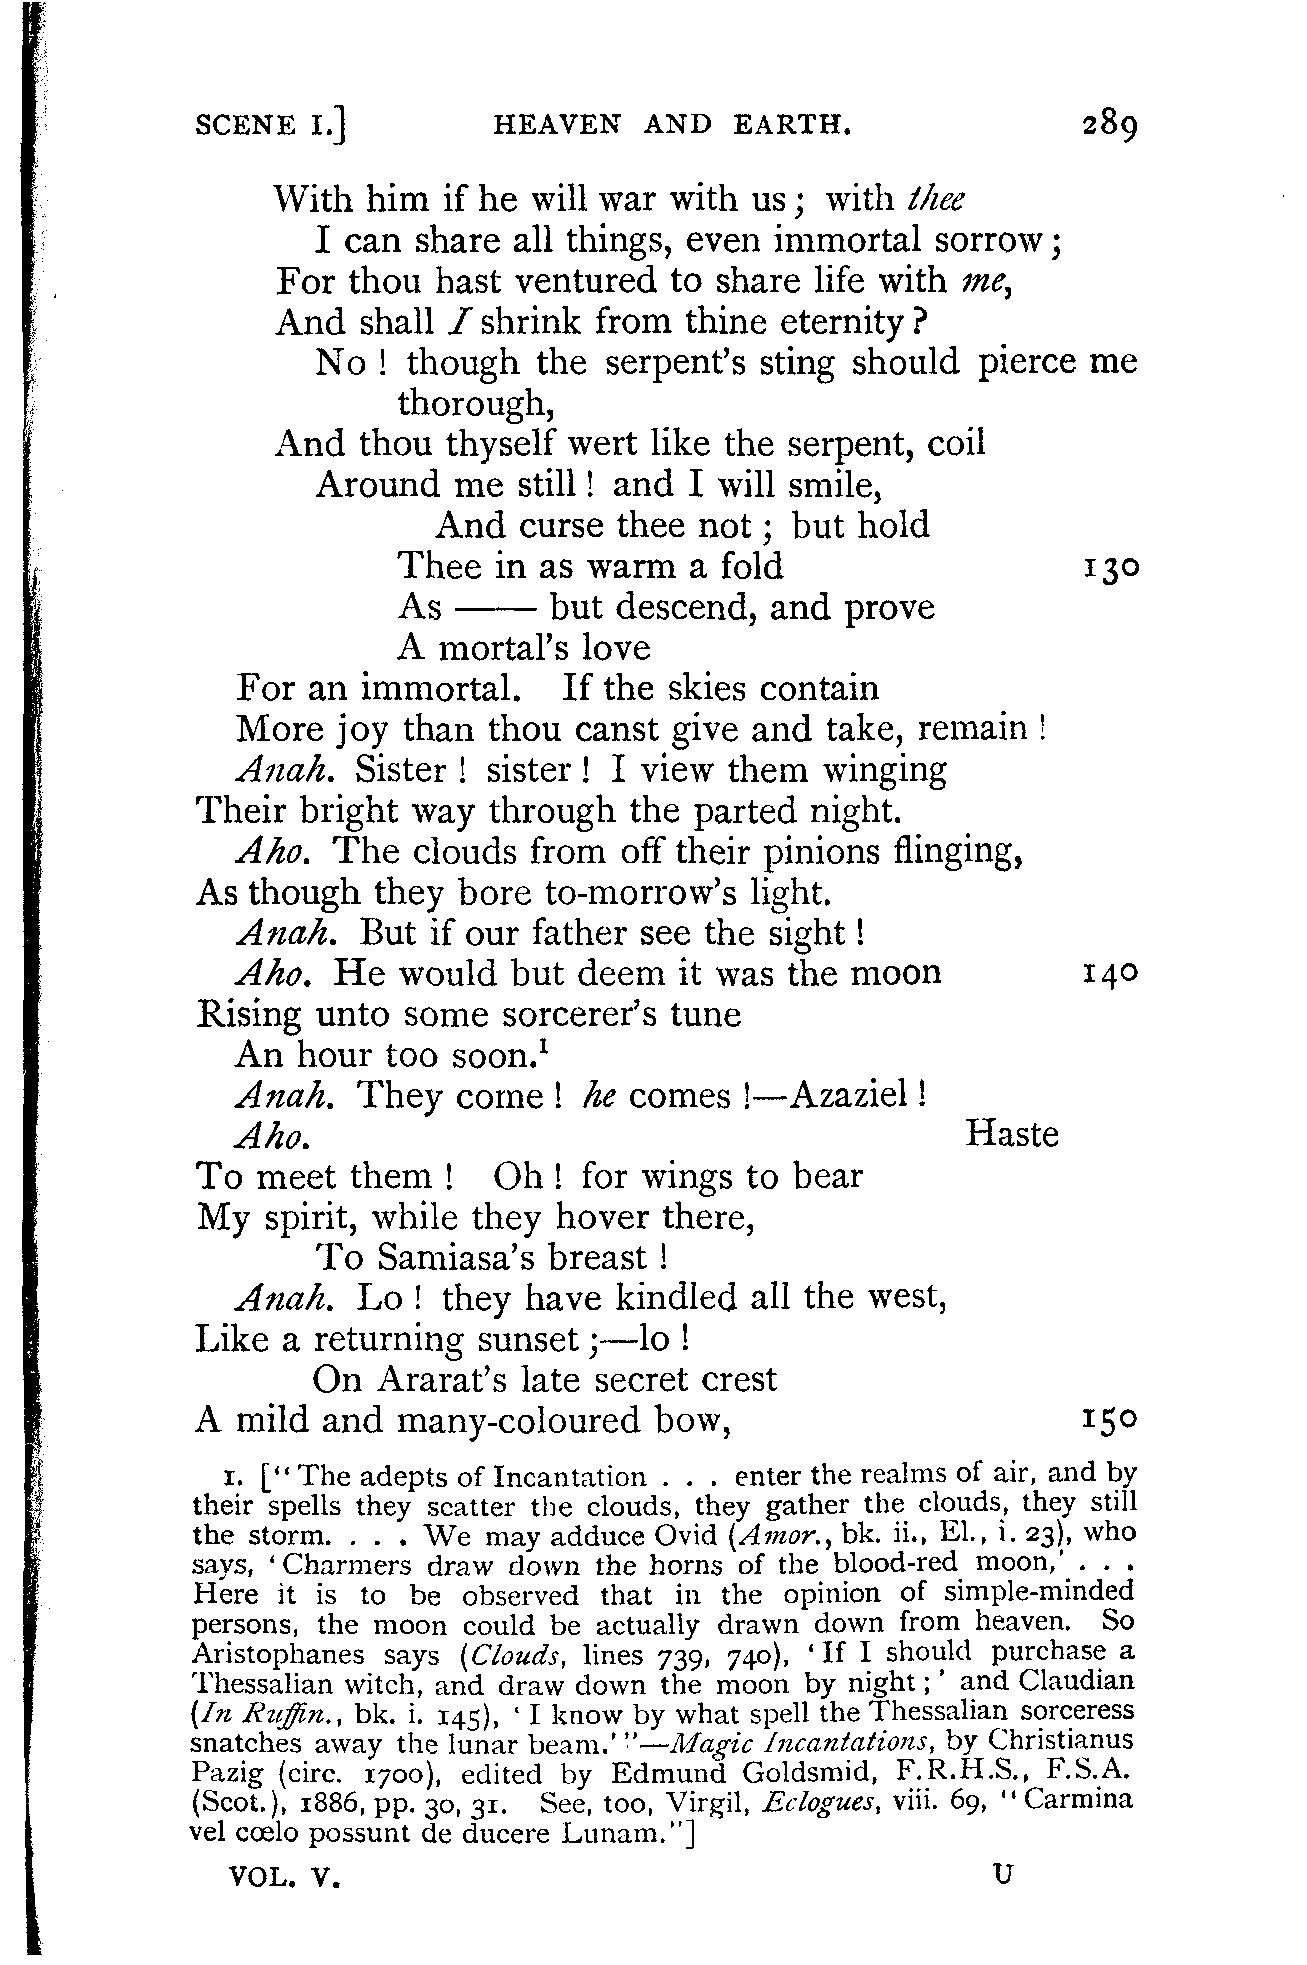 SCENE I.] HEAVEN AND EARTH. 289
With him if he will war with us; with thee
I can share all things, even immortal sorrow;
For thou hast ventured to share life with me,
And shall I shrink from thine eternity?
No! though the serpent's sting should pierce me
thorough,
And thou thyself wert like the serpent, coil
Around me still! and I will smile,
And curse thee not; but hold
Thee in as warm a fold 130
As —— but descend, and prove
A mortal's love
For an immortal. If the skies contain
More joy than thou canst give and take, remain!
Anah. Sister! sister! I view them winging
Their bright way through the parted night.
Aho. The clouds from off their pinions flinging,
As though they bore to-morrow's light.
Anah. But if our father see the sight!
Aho. He would but deem it was the moon 140
Rising unto some sorcerer's tune
An hour too soon.¹
Anah. They come! he comes!—Azaziel!
Aho. Haste
To meet them! Oh! for wings to bear
My spirit, while they hover there,
To Samiasa's breast!
Anah. Lo! they have kindled all the west,
Like a returning sunset;—lo!
On Ararat's late secret crest
A mild and many-coloured bow, 150
1. ["The adepts of Incantation . . . enter the realms of air, and by
their spells they scatter the clouds, they gather the clouds, they still
the storm. . . . We may adduce Ovid (Amor., bk. ii., El., i. 23), who
says, 'Charmers draw down the horns of the blood-red moon,' . . .
Here it is to be observed that in the opinion of simple-minded
persons, the moon could be actually drawn down from heaven. So
Aristophanes says (Clouds, lines 739, 740), 'If I should purchase a
Thessalian witch, and draw down the moon by night;' and Claudian
(In Ruffin., bk. i. 145), 'I know by what spell the Thessalian sorceress
snatches away the lunar beam.'"—Magic Incantations, by Christianus
Pazig (circ. 1700), edited by Edmund Goldsmid, F.R.H.S., F.S.A.
(Scot.), 1886, pp. 30, 31. See, too, Virgil, Eclogues, viii. 69, "Carmina
vel cœlo possunt de ducere Lunam."]
VOL. V. U